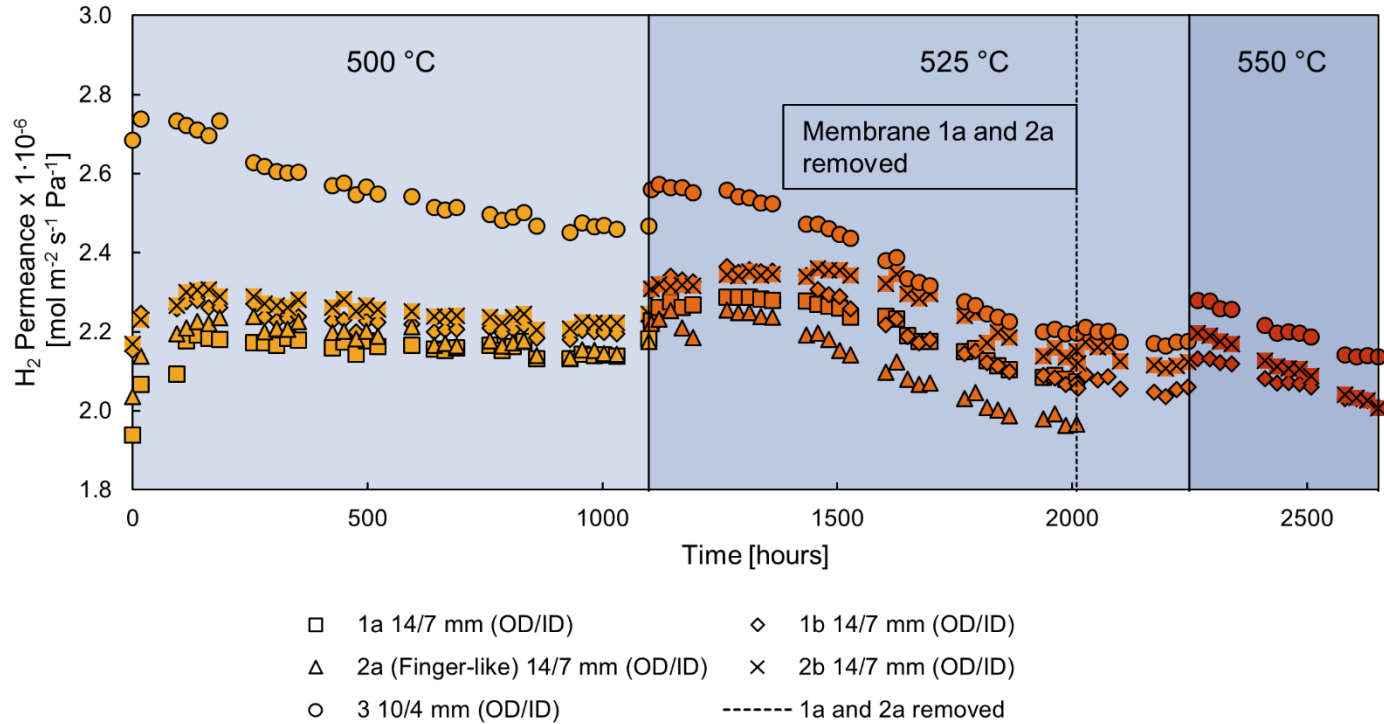 3.0
2.8
2.6
2.4
2.2
2.0
1.8
H₂ Permeance x 1·10⁻⁶
[mol m⁻² s⁻¹ Pa⁻¹]
500 °C
525 °C
550 °C
Membrane 1a and 2a
removed
0
500
1000
1500
2000
2500
Time [hours]
1a 14/7 mm (OD/ID)
1b 14/7 mm (OD/ID)
2a (Finger-like) 14/7 mm (OD/ID)
2b 14/7 mm (OD/ID)
3 10/4 mm (OD/ID)
1a and 2a removed